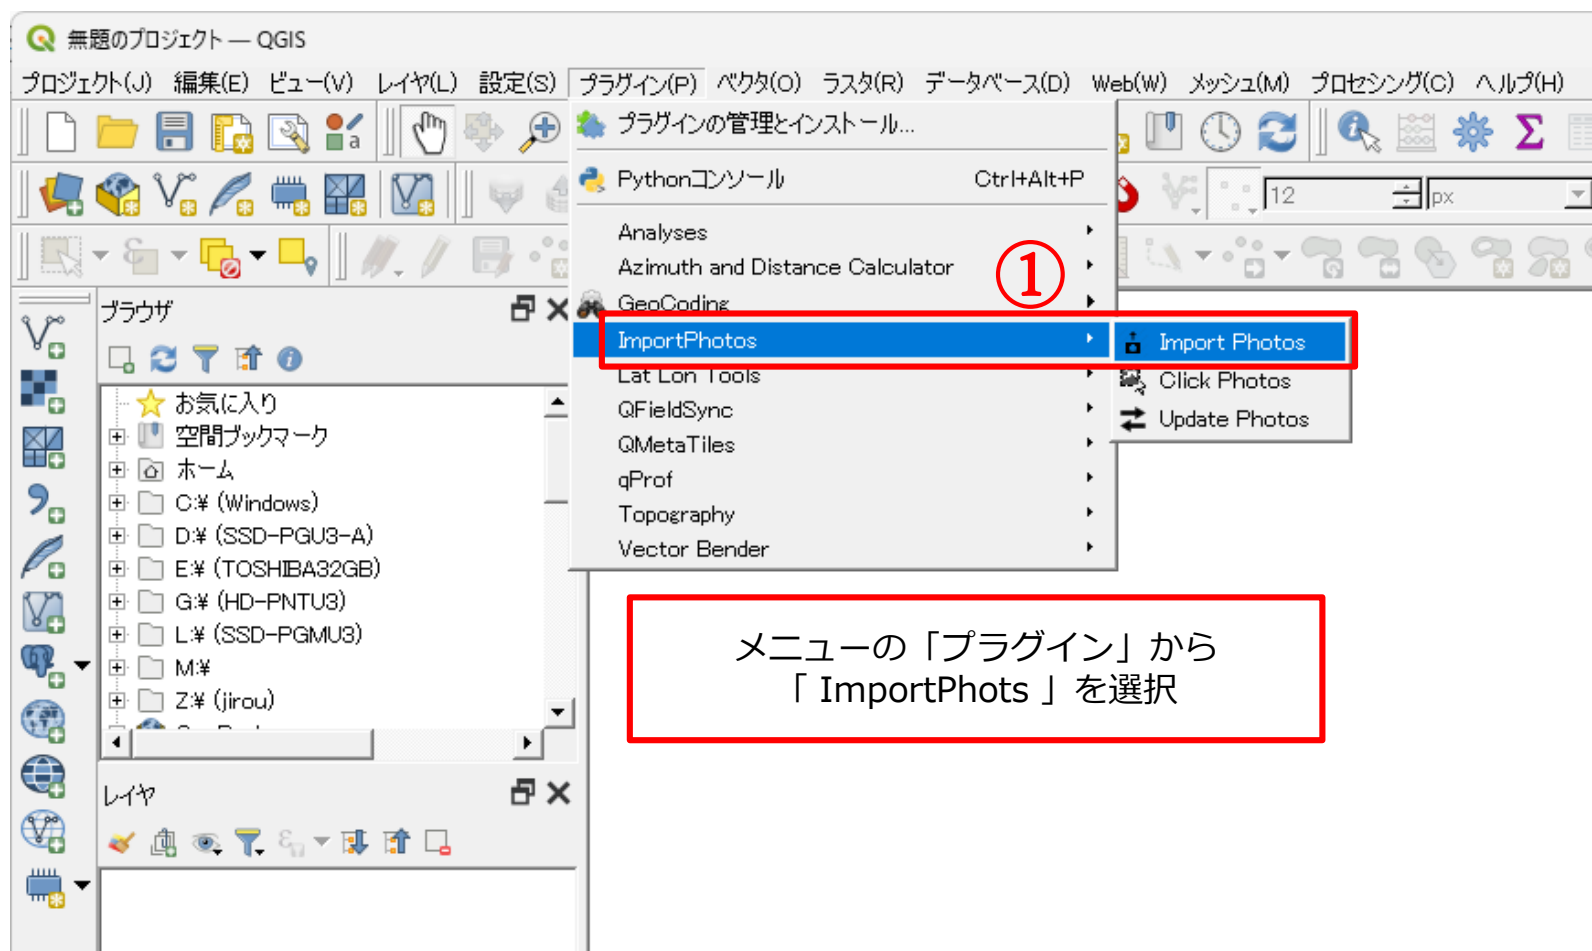 無題のプロジェクト — QGIS
プロジェクト(J) 編集(E) ビュー(V) レイヤ(L) 設定(S) プラグイン(P) ベクタ(O) ラスタ(R) データベース(D) Web(W) メッシュ(M) プロセシング(C) ヘルプ(H)
プラグインの管理とインストール...
Pythonコンソール Ctrl+Alt+P
12 px
Analyses
Azimuth and Distance Calculator
①
GeoCoding
ImportPhotos
Import Photos
Lat Lon Tools
Click Photos
QFieldSync
Update Photos
QMetaTiles
qProf
Topography
Vector Bender
ブラウザ
お気に入り
空間ブックマーク
ホーム
C:¥ (Windows)
D:¥ (SSD-PGU3-A)
E:¥ (TOSHIBA32GB)
G:¥ (HD-PNTU3)
L:¥ (SSD-PGMU3)
M:¥
Z:¥ (jirou)
メニューの「プラグイン」から
「 ImportPhots 」を選択
レイヤ